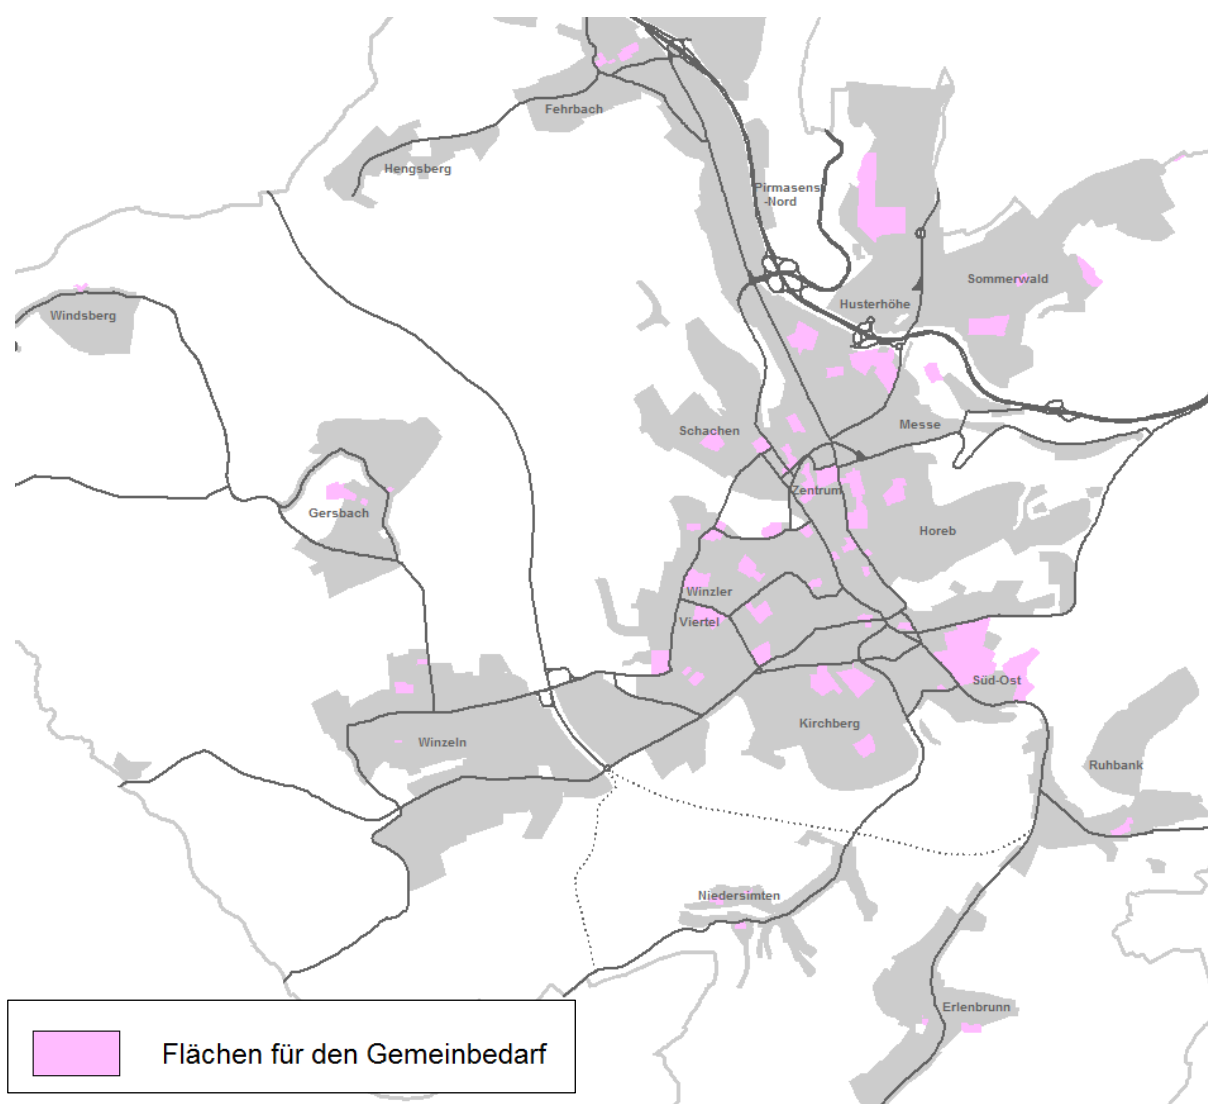 Fehrbach
Hengsberg
Pirmasens
-Nord
Sommerwald
Husterhöhe
Windsberg
Messe
Schachen
Zentrum
Gersbach
Horeb
Winzler
Viertel
Süd-Ost
Kirchberg
Winzeln
Ruhbank
Niedersimten
Erlenbrunn
Flächen für den Gemeinbedarf